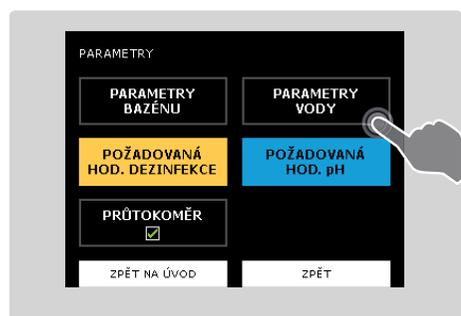 PARAMETRY
PARAMETRY
BAZÉNU
PARAMETRY
VODY
POŽADOVANÁ
HOD. DEZINFEKCE
POŽADOVANÁ
HOD. pH
PRŮTOKOMĚR
ZPĚT NA ÚVOD
ZPĚT